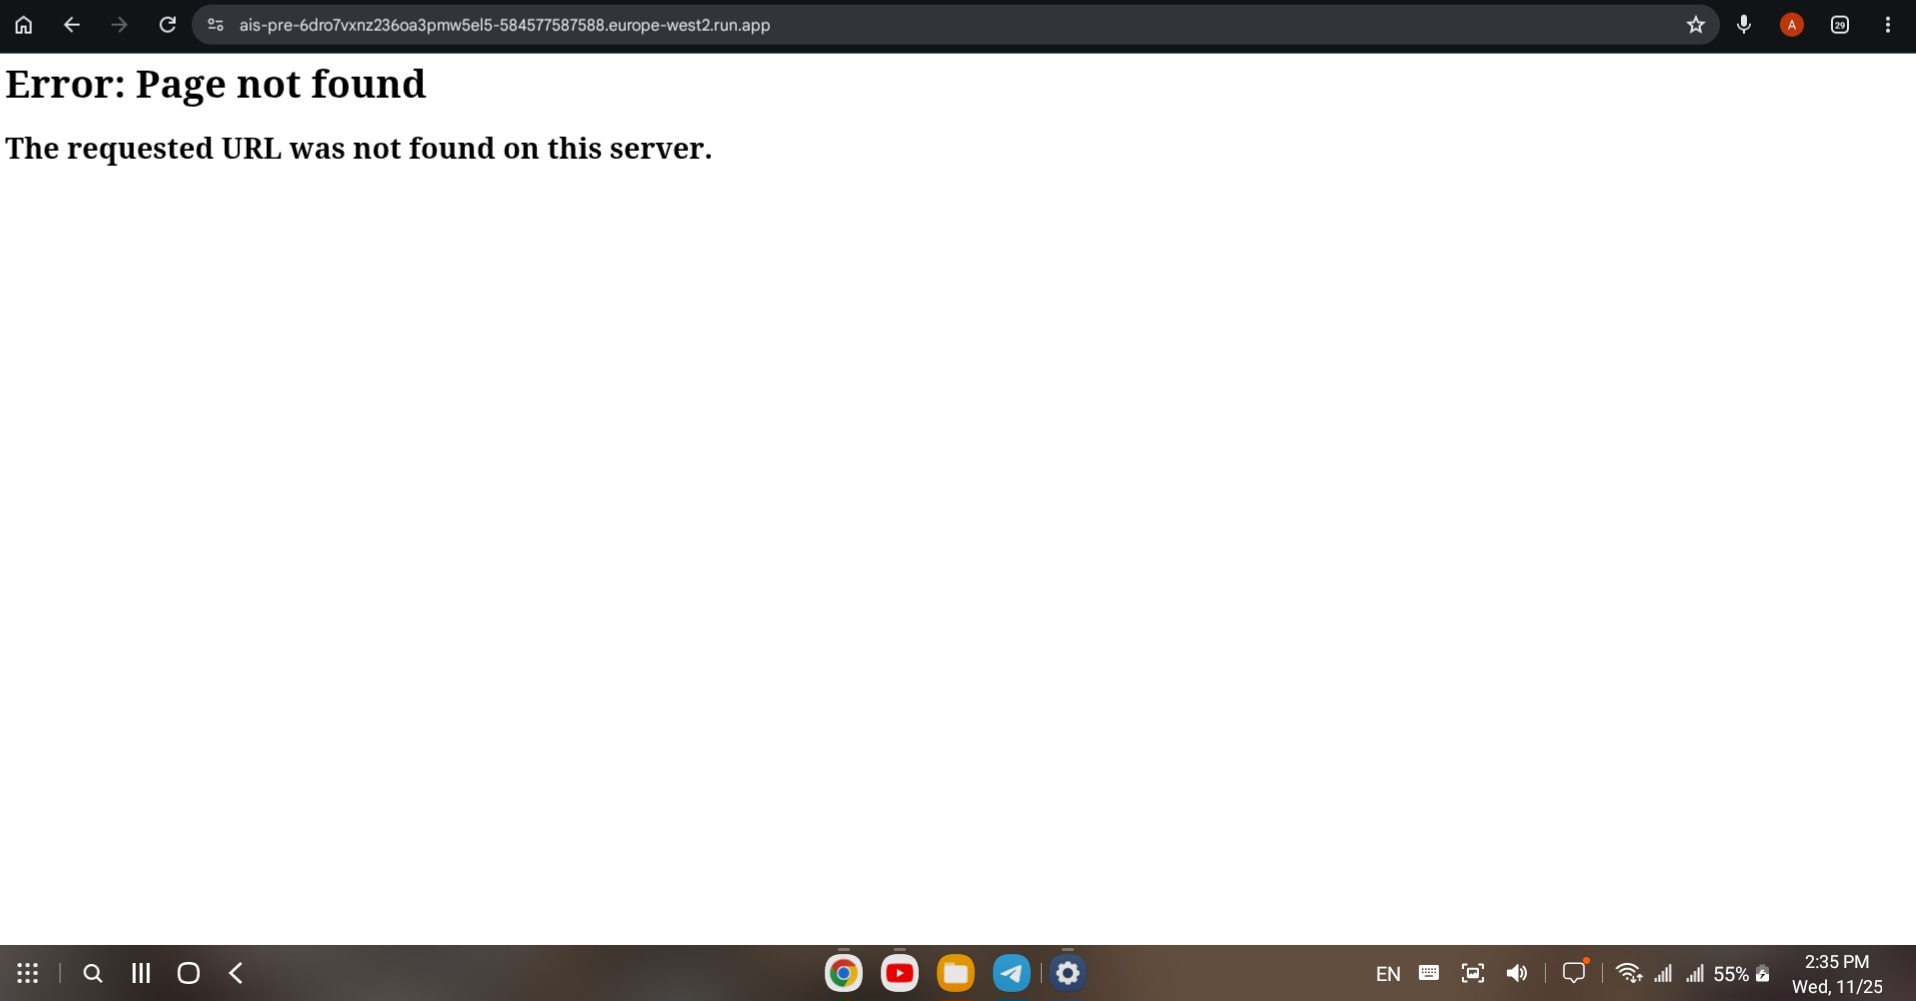 ais-pre-6dro7vxnz236oa3pmw5el5-584577587588.europe-west2.run.app
A
29
Error: Page not found
The requested URL was not found on this server.
EN
55%
2:35 PM
Wed, 11/25